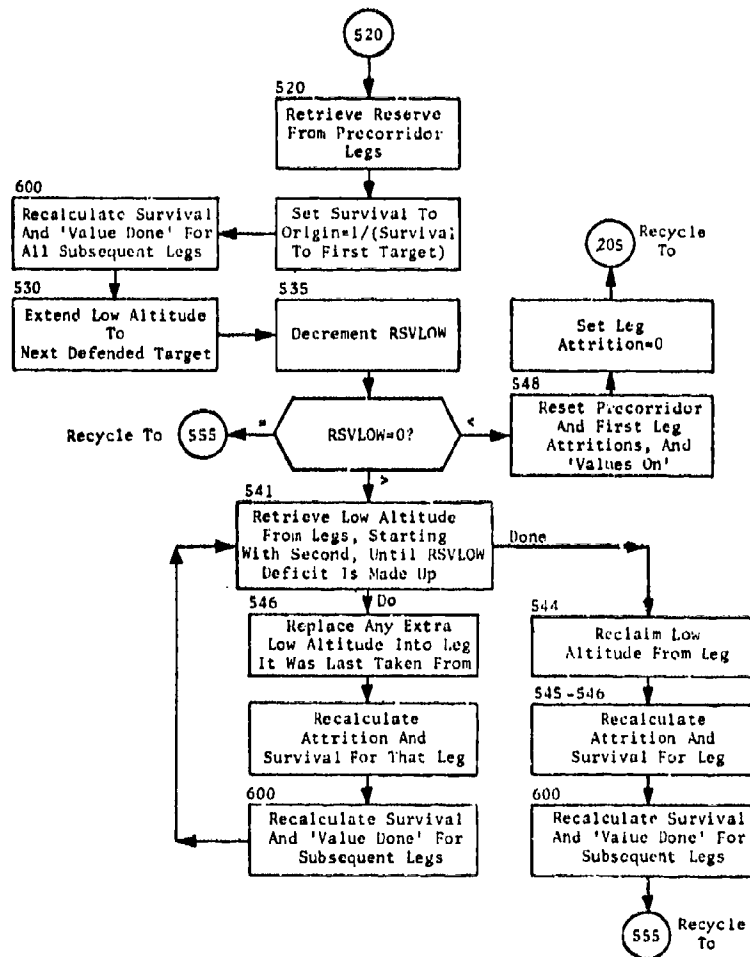 520
520
Retrieve Reserve
From Precorridor
Legs
Set Survival To
Origin=1/(Survival
To First Target)
600
Recalculate Survival
And 'Value Done' For
All Subsequent Legs
530
Extend Low Altitude
To
Next Defended Target
535
Decrement RSVLOW
RSVLOW=0?
=
Recycle To
555
<
548
Reset Precorridor
And First Leg
Attritions, And
'Values On'
Set Leg
Attrition=0
205
Recycle
To
>
541
Retrieve Low Altitude
From Legs, Starting
With Second, Until RSVLOW
Deficit Is Made Up
Do
546
Replace Any Extra
Low Altitude Into Leg
It Was Last Taken From
Recalculate
Attrition And
Survival For That Leg
600
Recalculate Survival
And 'Value Done' For
Subsequent Legs
Done
544
Reclaim Low
Altitude From Leg
545-546
Recalculate
Attrition And
Survival For Leg
600
Recalculate Survival
And 'Value Done' For
Subsequent Legs
555
Recycle
To